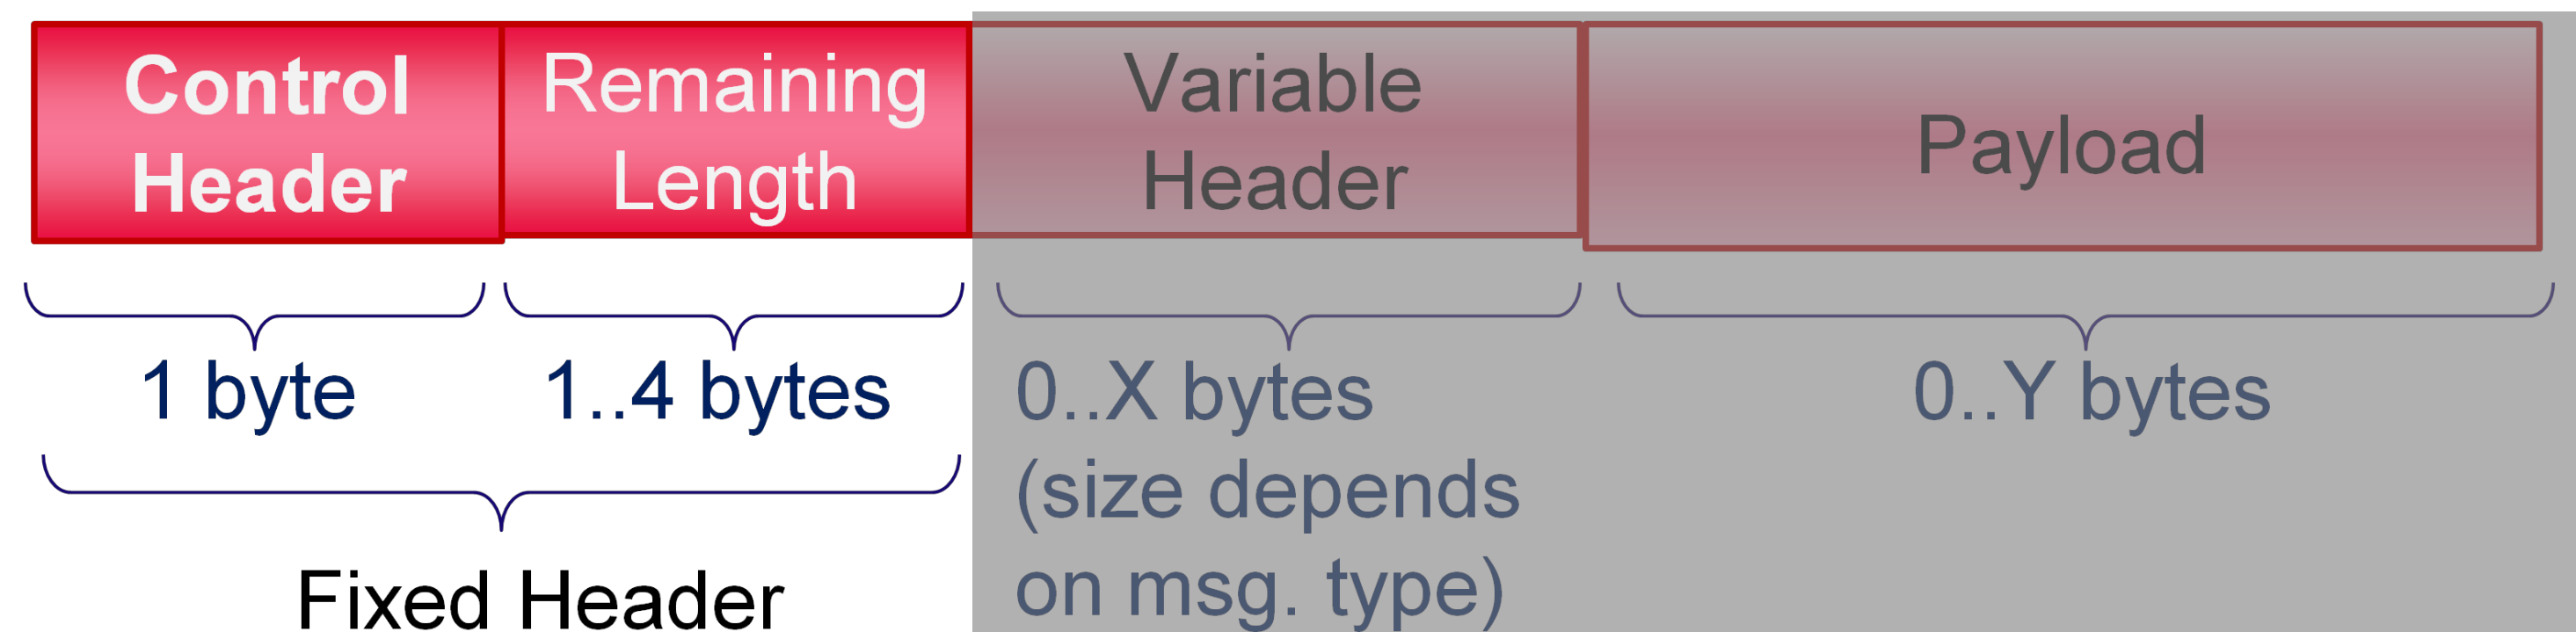 Control
Header
Remaining
Length
Variable
Header
Payload
1 byte
1..4 bytes
0..X bytes
(size depends
on msg. type)
0..Y bytes
Fixed Header